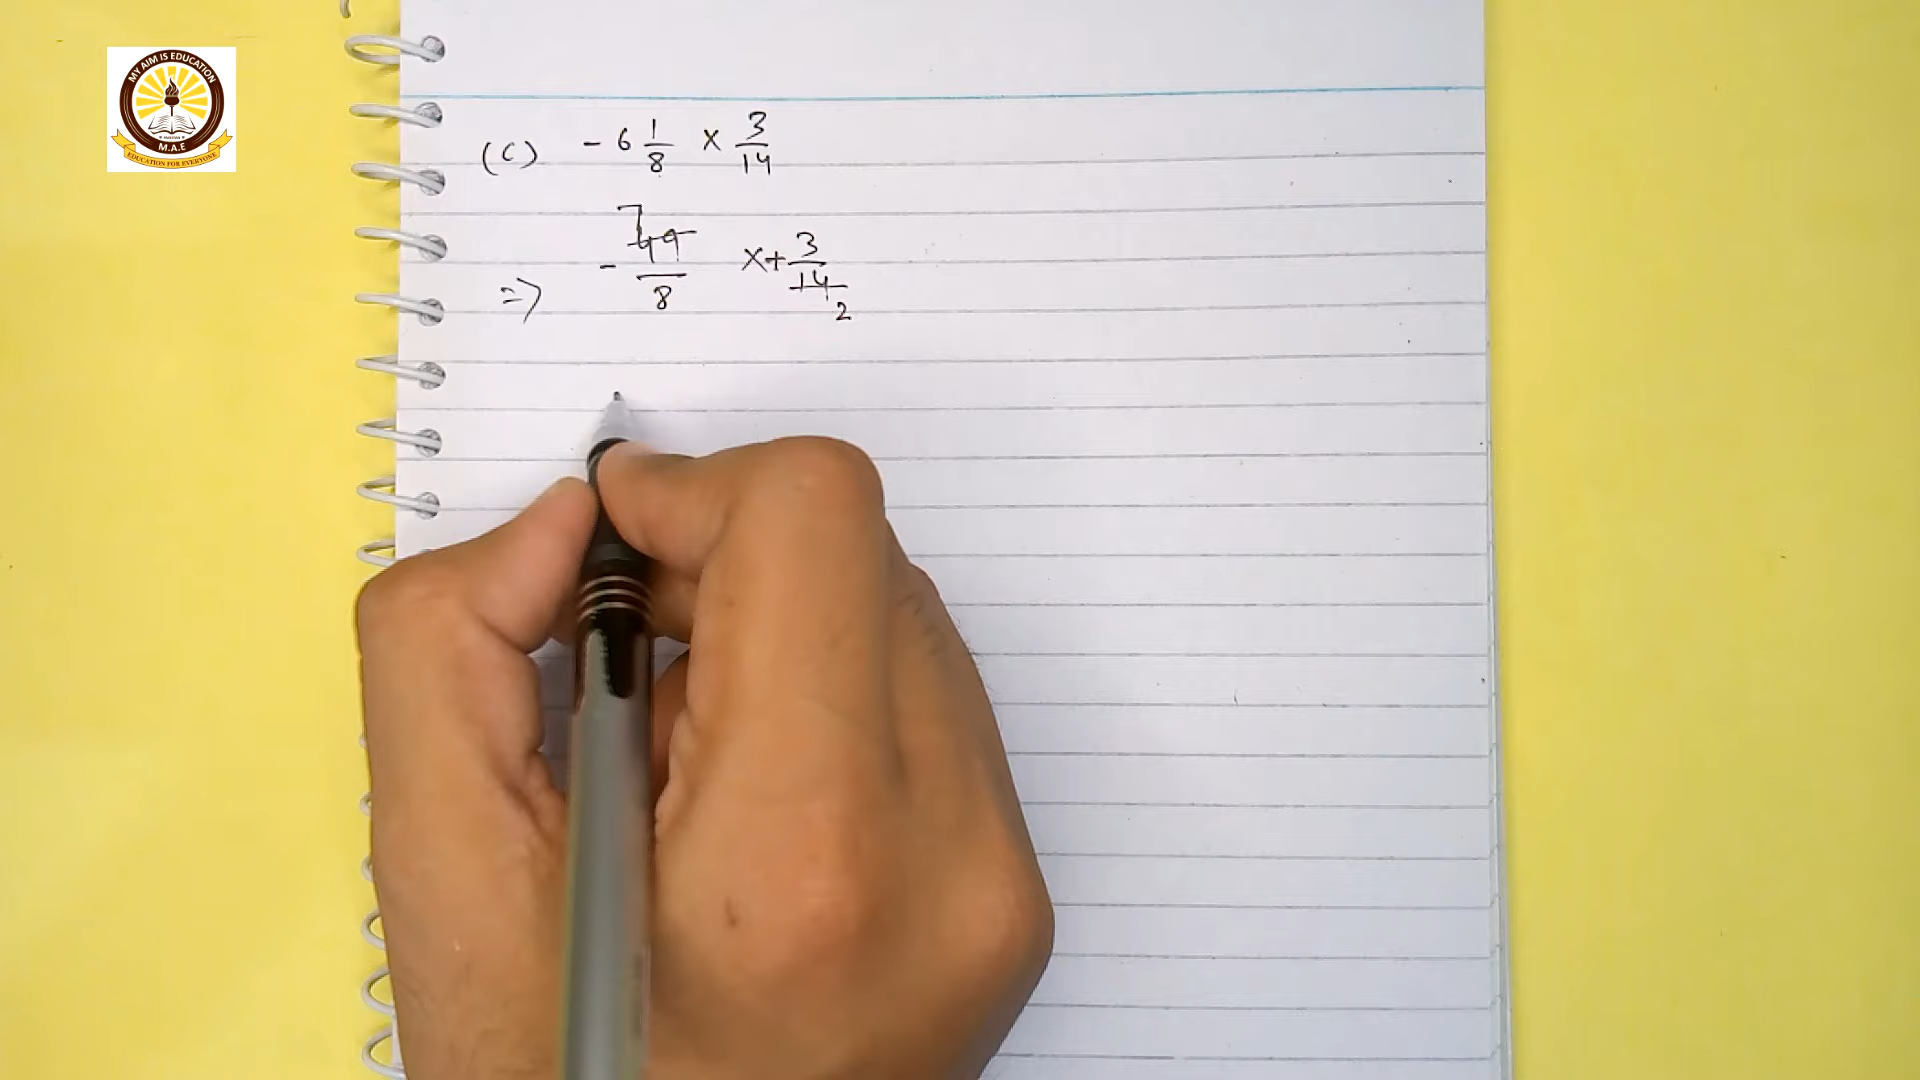 MY AIM IS EDUCATION
M.A.E
EDUCATION FOR EVERYONE
(C) - 6 1/8 × 3/14
=> - 49/8 ×+ 3/14
7
2